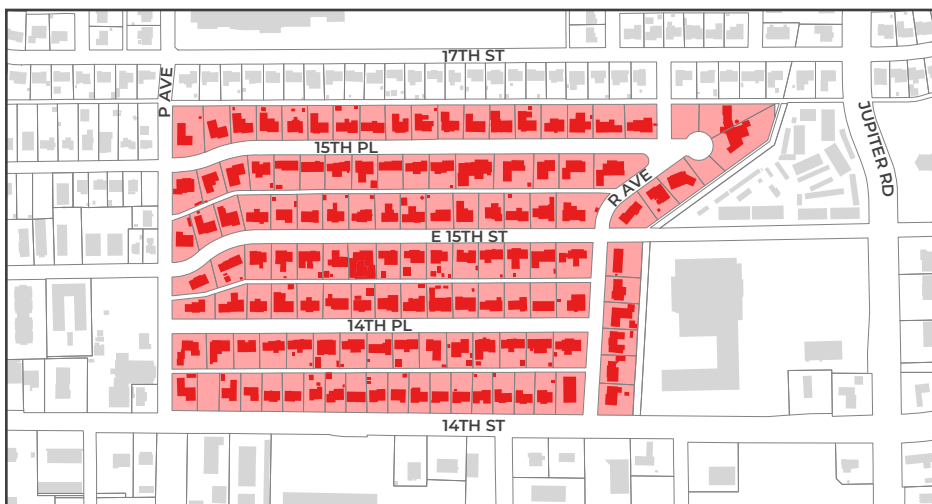 17TH ST
P AVE
JUPITER RD
15TH PL
R AVE
E 15TH ST
14TH PL
14TH ST